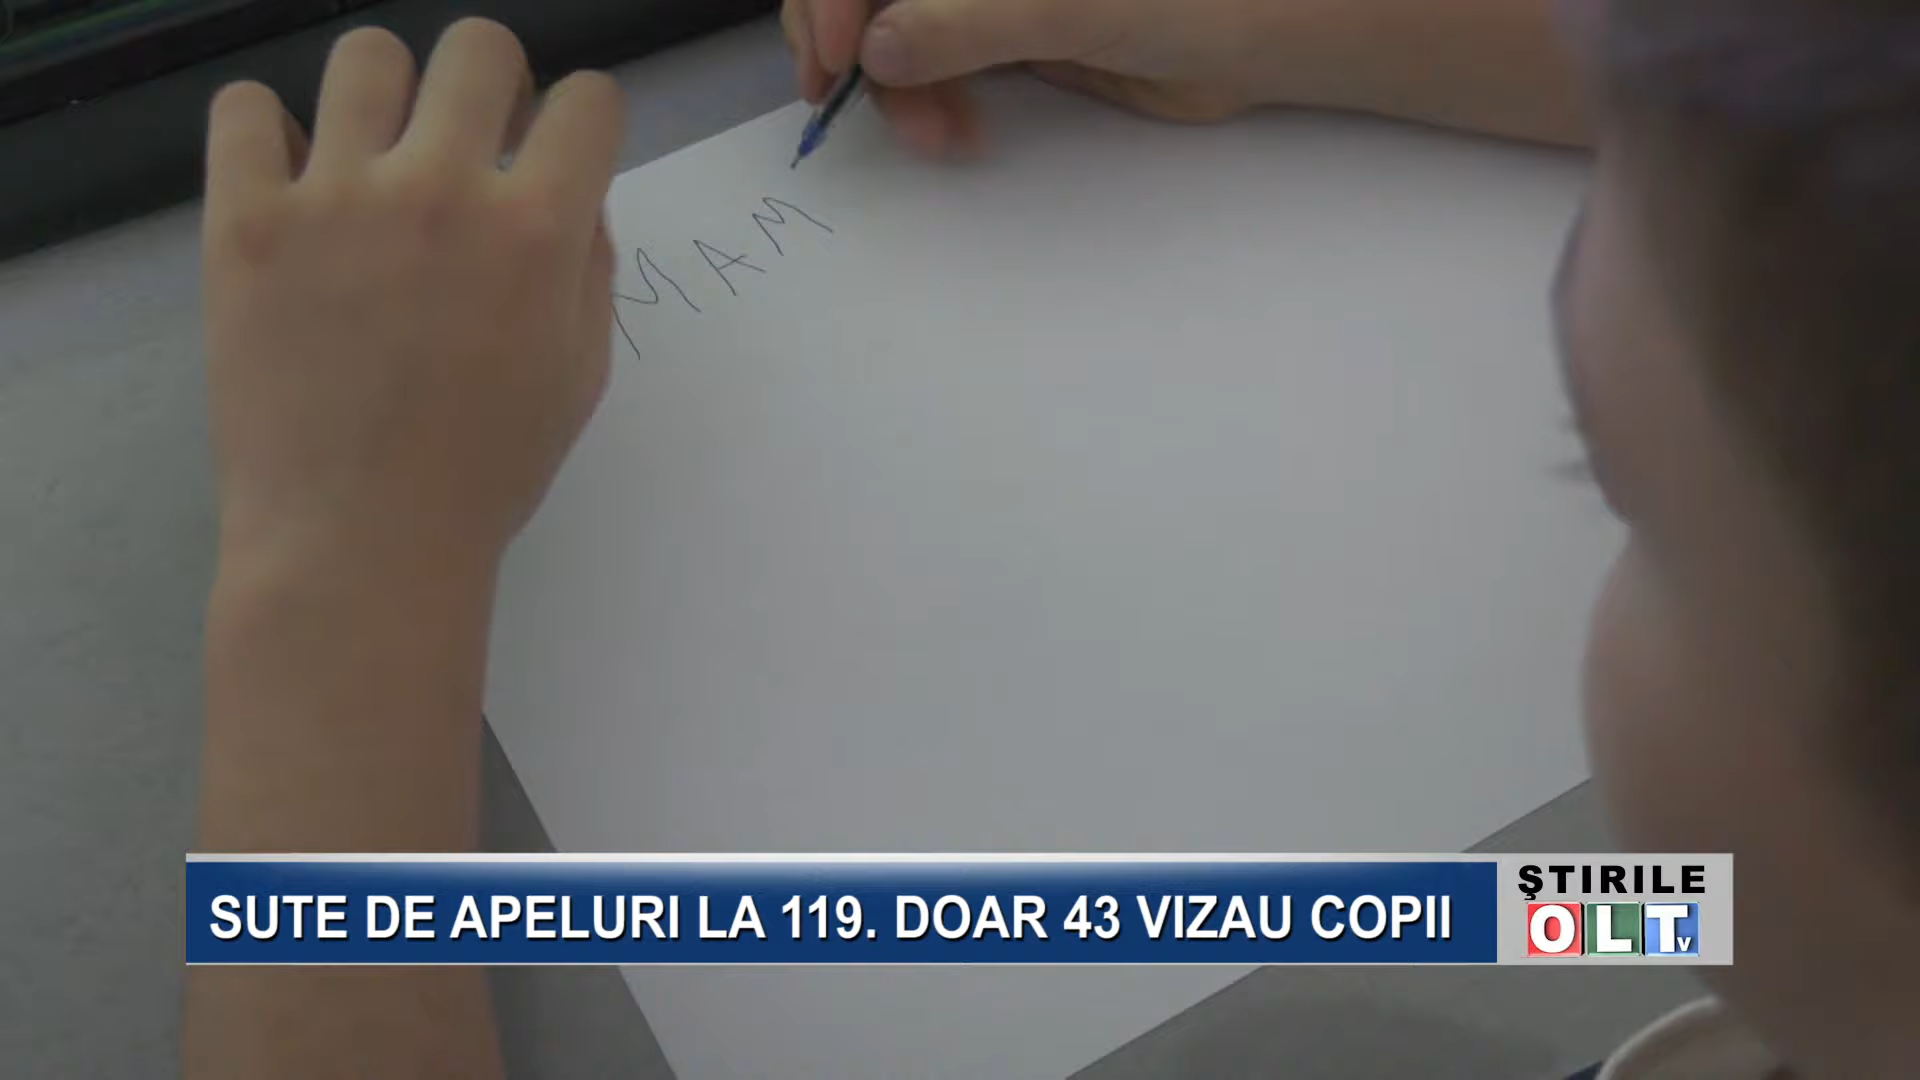 MAM
SUTE DE APELURI LA 119. DOAR 43 VIZAU COPII
ŞTIRILE
OLTV